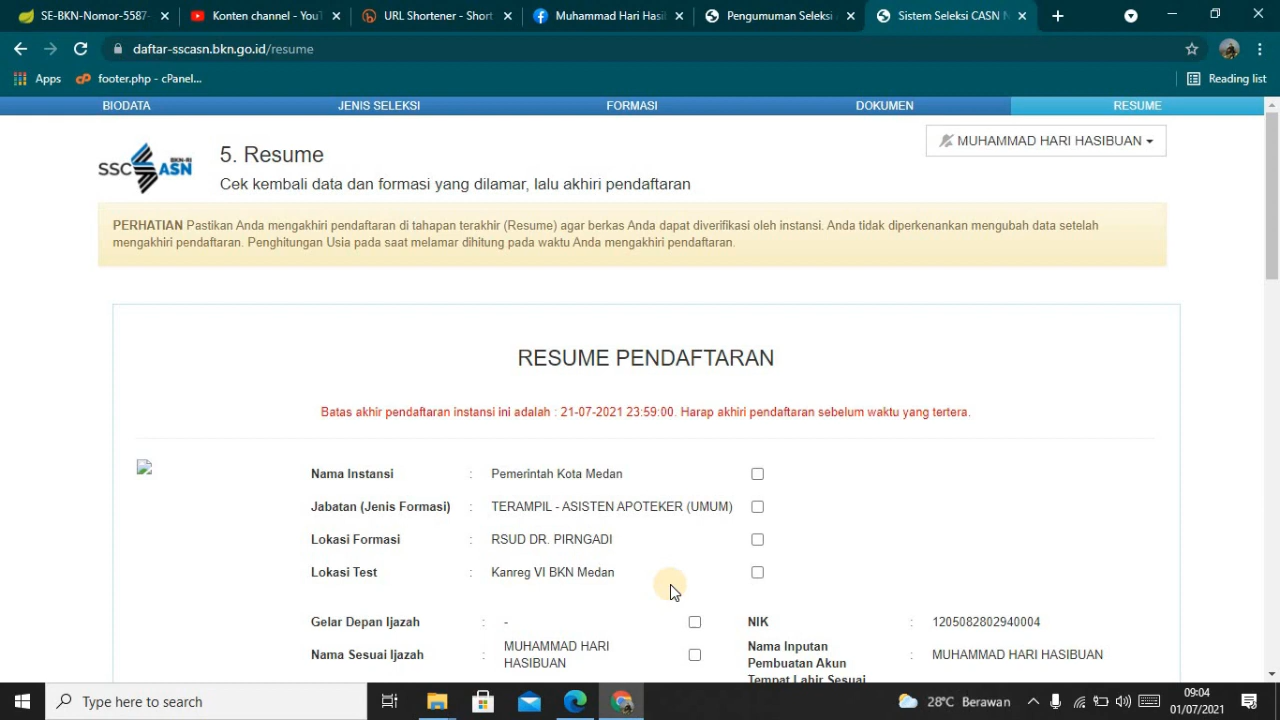 SE-BKN-Nomor-5587-
Konten channel - YouT
URL Shortener - Short
Muhammad Hari Hasib
Pengumuman Seleksi
Sistem Seleksi CASN N
daftar-sscasn.bkn.go.id/resume
Apps
footer.php - cPanel...
Reading list
BIODATA
JENIS SELEKSI
FORMASI
DOKUMEN
RESUME
MUHAMMAD HARI HASIBUAN
SSCASN
BKN-RI
5. Resume
Cek kembali data dan formasi yang dilamar, lalu akhiri pendaftaran
PERHATIAN Pastikan Anda mengakhiri pendaftaran di tahapan terakhir (Resume) agar berkas Anda dapat diverifikasi oleh instansi. Anda tidak diperkenankan mengubah data setelah
mengakhiri pendaftaran. Penghitungan Usia pada saat melamar dihitung pada waktu Anda mengakhiri pendaftaran.
RESUME PENDAFTARAN
Batas akhir pendaftaran instansi ini adalah : 21-07-2021 23:59:00. Harap akhiri pendaftaran sebelum waktu yang tertera.
Nama Instansi : Pemerintah Kota Medan
Jabatan (Jenis Formasi) : TERAMPIL - ASISTEN APOTEKER (UMUM)
Lokasi Formasi : RSUD DR. PIRNGADI
Lokasi Test : Kanreg VI BKN Medan
Gelar Depan Ijazah : -
NIK : 1205082802940004
Nama Sesuai Ijazah : MUHAMMAD HARI
HASIBUAN
Nama Inputan
Pembuatan Akun : MUHAMMAD HARI HASIBUAN
Tempat Lahir Sesuai
Type here to search
28°C Berawan
09:04
01/07/2021